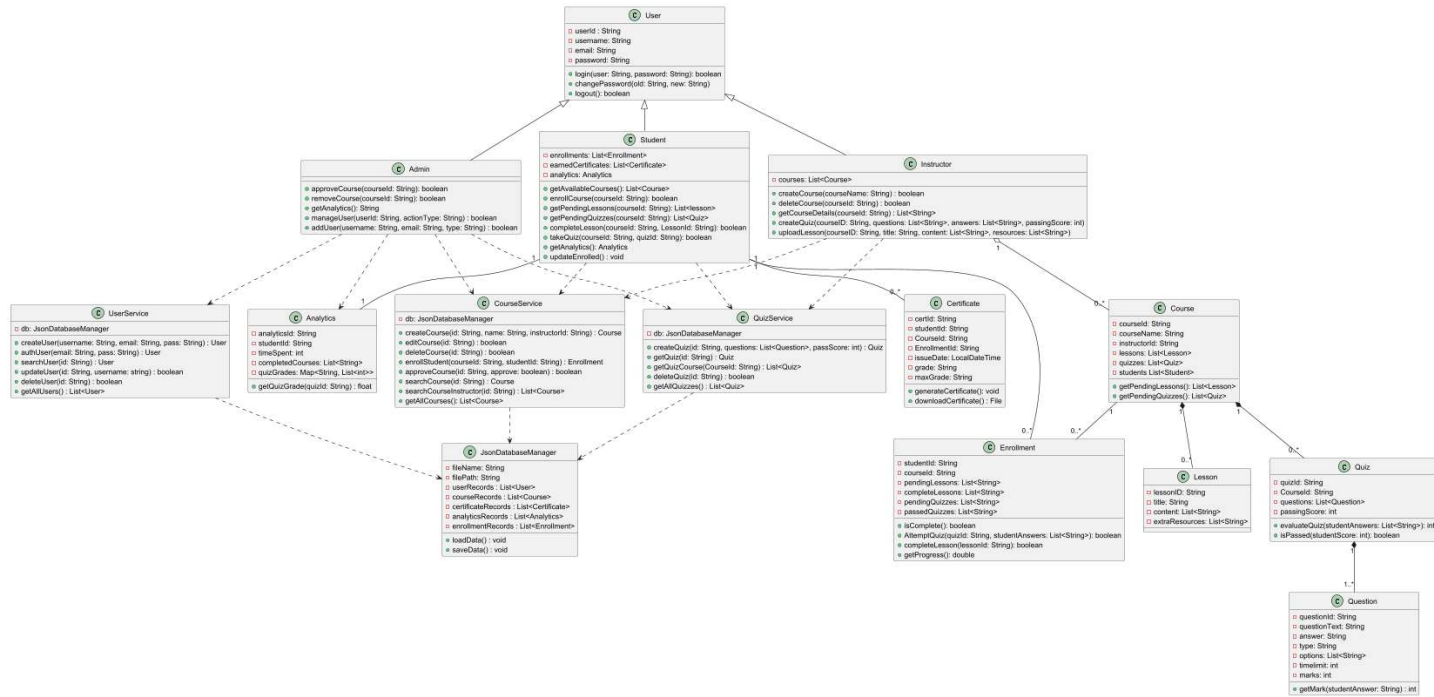 C User
userId : String
username: String
email: String
password: String
login(user: String, password: String): boolean
changePassword(old: String, new: String)
logout(): boolean
C Admin
approveCourse(courseId: String): boolean
removeCourse(courseId: String): boolean
getAnalytics(): String
manageUser(userId: String, actionType: String) : boolean
addUser(username: String, email: String, type: String) : boolean
C Student
enrollments: List<Enrollment>
earnedCertificates: List<Certificate>
analytics: Analytics
getAvailableCourses(): List<Course>
enrollCourse(courseId: String): boolean
getPendingLessons(courseId: String): List<lesson>
getPendingQuizzes(courseId: String): List<Quiz>
completeLesson(courseId: String, LessonId: String): boolean
takeQuiz(courseId: String, quizId: String): boolean
getAnalytics(): Analytics
updateEnrolled() : void
C Instructor
courses: List<Course>
createCourse(courseName: String) : boolean
deleteCourse(courseId: String) : boolean
getCourseDetails(courseId: String) : List<String>
createQuiz(courseID: String, questions: List<String>, answers: List<String>, passingScore: int)
uploadLesson(courseID: String, title: String, content: List<String>, resources: List<String>)
1
1
1
1
1
0..*
0..*
C UserService
db: JsonDatabaseManager
createUser(username: String, email: String, pass: String) : User
authUser(email: String, pass: String) : User
searchUser(id: String) : User
updateUser(id: String, username: string) : boolean
deleteUser(id: String) : boolean
getAllUsers() : List<User>
C Analytics
analyticsId: String
studentId: String
timeSpent: int
completedCourses: List<String>
quizGrades: Map<String, List<int>>
getQuizGrade(quizId: String) : float
C CourseService
db: JsonDatabaseManager
createCourse(id: String, name: String, instructorId: String) : Course
editCourse(id: String) : boolean
deleteCourse(id: String) : boolean
enrollStudent(courseId: String, studentId: String) : Enrollment
approveCourse(id: String, approve: boolean) : boolean
searchCourse(id: String) : Course
searchCourseInstructor(id: String) : List<Course>
getAllCourses() : List<Course>
C QuizService
db: JsonDatabaseManager
createQuiz(id: String, questions: List<Question>, passScore: int) : Quiz
getQuiz(id: String) : Quiz
getQuizCourse(CourseId: String) : List<Quiz>
deleteQuiz(id: String) : boolean
getAllQuizzes() : List<Quiz>
C Certificate
certId: String
studentId: String
CourseId: String
EnrollmentId: String
issueDate: LocalDateTime
grade: String
maxGrade: String
generateCertificate() : void
downloadCertificate() : File
C Course
courseId: String
courseName: String
instructorId: String
lessons: List<Lesson>
quizzes: List<Quiz>
students List<Student>
getPendingLessons(): List<Lesson>
getPendingQuizzes(): List<Quiz>
1
1
1
0..*
0..*
0..*
0..*
C JsonDatabaseManager
fileName: String
filePath: String
userRecords : List<User>
courseRecords : List<Course>
certificateRecords : List<Certificate>
analyticsRecords : List<Analytics>
enrollmentRecords : List<Enrollment>
loadData() : void
saveData() : void
C Enrollment
studentId: String
courseId: String
pendingLessons: List<String>
completeLessons: List<String>
pendingQuizzes: List<String>
passedQuizzes: List<String>
isComplete(): boolean
AttemptQuiz(quizId: String, studentAnswers: List<String>): boolean
completeLesson(lessonId: String): boolean
getProgress(): double
C Lesson
lessonID: String
title: String
content: List<String>
extraResources: List<String>
C Quiz
quizId: String
CourseId: String
questions: List<Question>
passingScore: int
evaluateQuiz(studentAnswers: List<String>): int
isPassed(studentScore: int): boolean
1
1..*
C Question
questionId: String
questionText: String
answer: String
type: String
options: List<String>
timelimit: int
marks: int
getMark(studentAnswer: String) : int